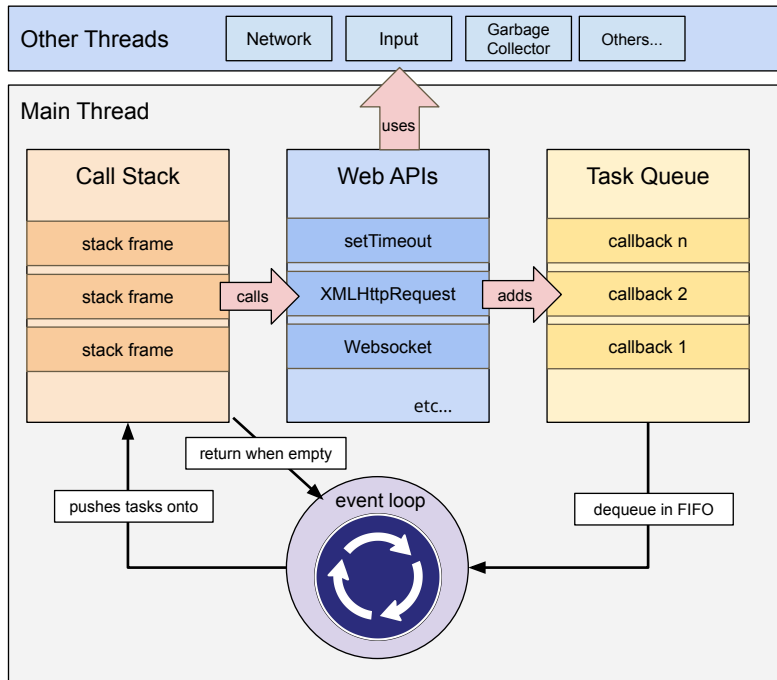 Other Threads
Network
Input
Garbage
Collector
Others...
Main Thread
uses
Call Stack
Web APIs
Task Queue
stack frame
setTimeout
callback n
stack frame
calls
XMLHttpRequest
adds
callback 2
stack frame
Websocket
callback 1
etc...
return when empty
pushes tasks onto
event loop
dequeue in FIFO